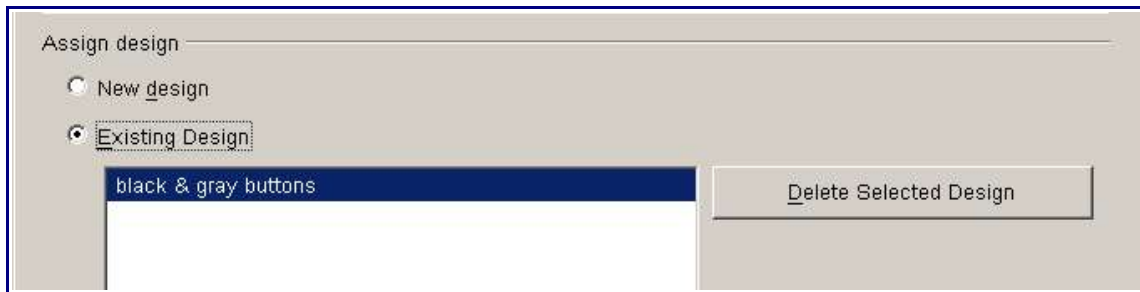 Assign design
New design
Existing Design
black & gray buttons
Delete Selected Design